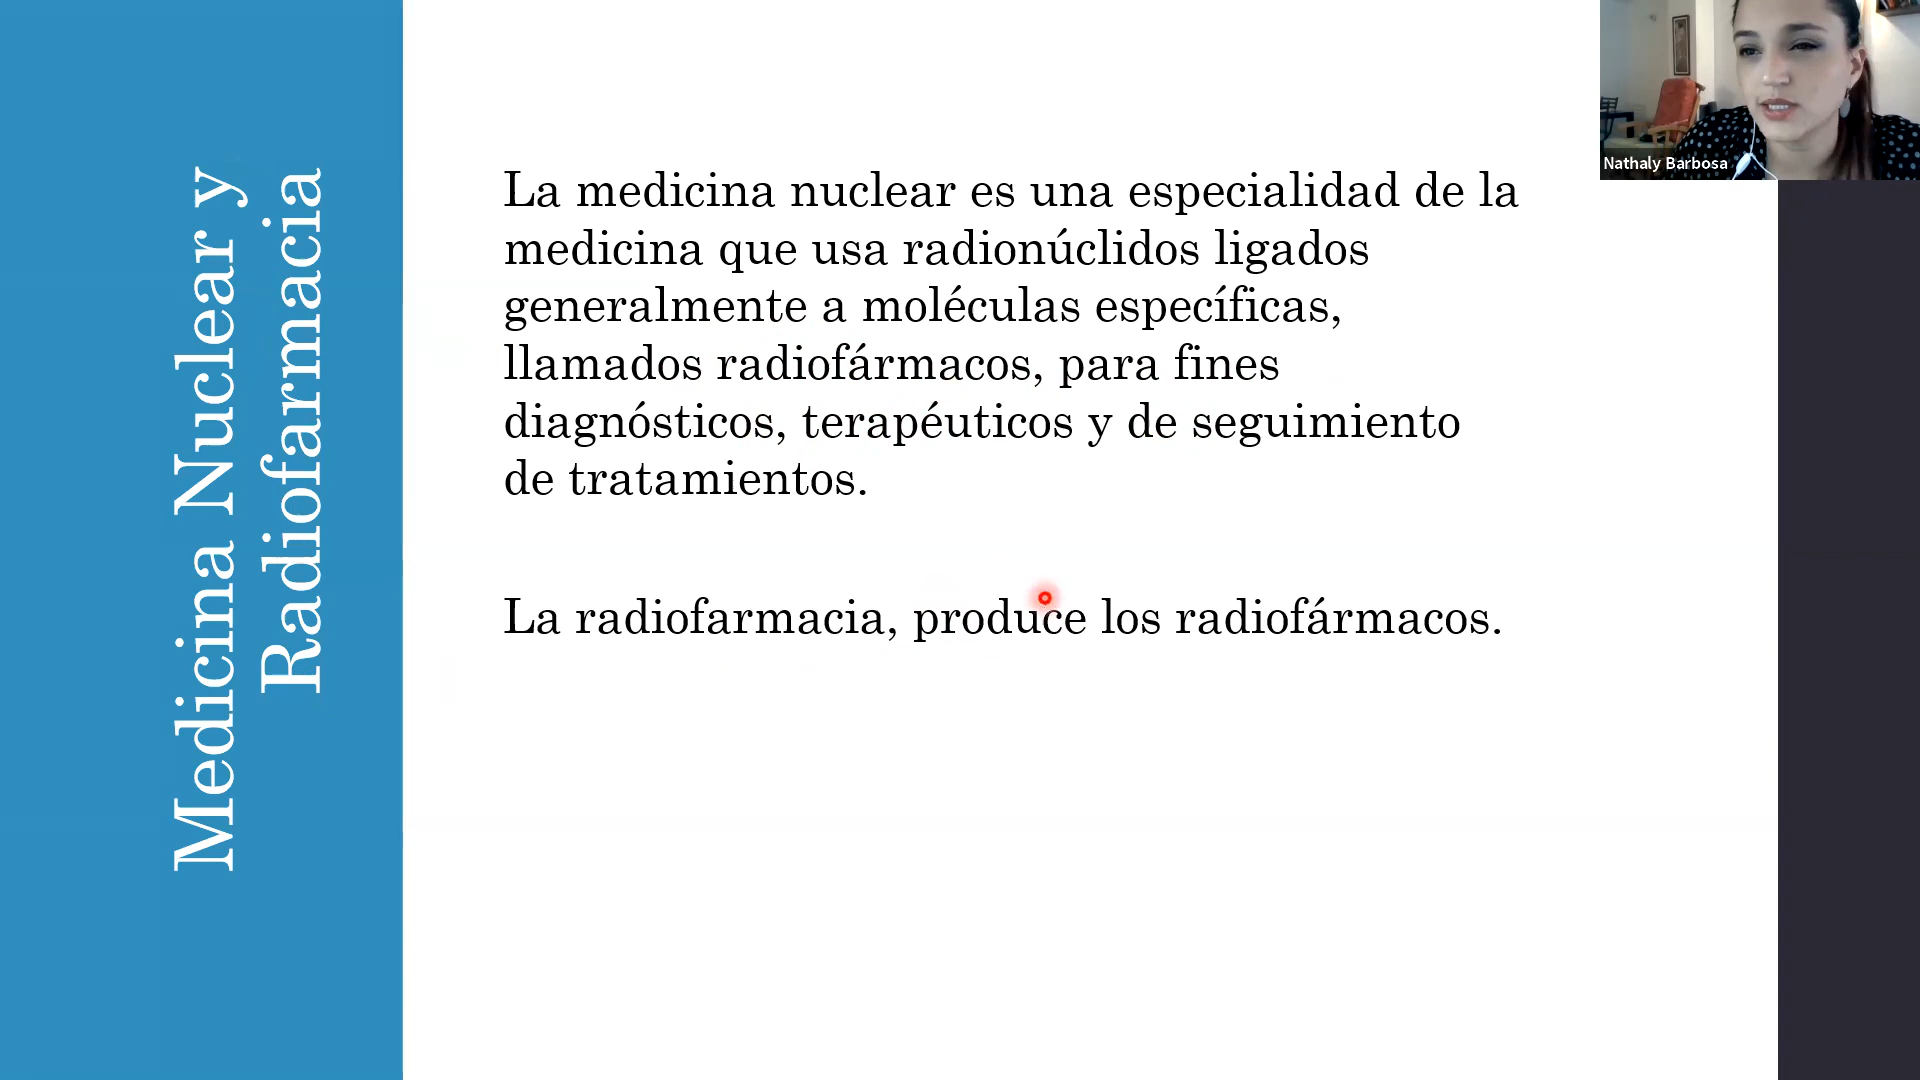 Medicina Nuclear y
Radiofarmacia
La medicina nuclear es una especialidad de la
medicina que usa radionúclidos ligados
generalmente a moléculas específicas,
llamados radiofármacos, para fines
diagnósticos, terapéuticos y de seguimiento
de tratamientos.
La radiofarmacia, produce los radiofármacos.
Nathaly Barbosa